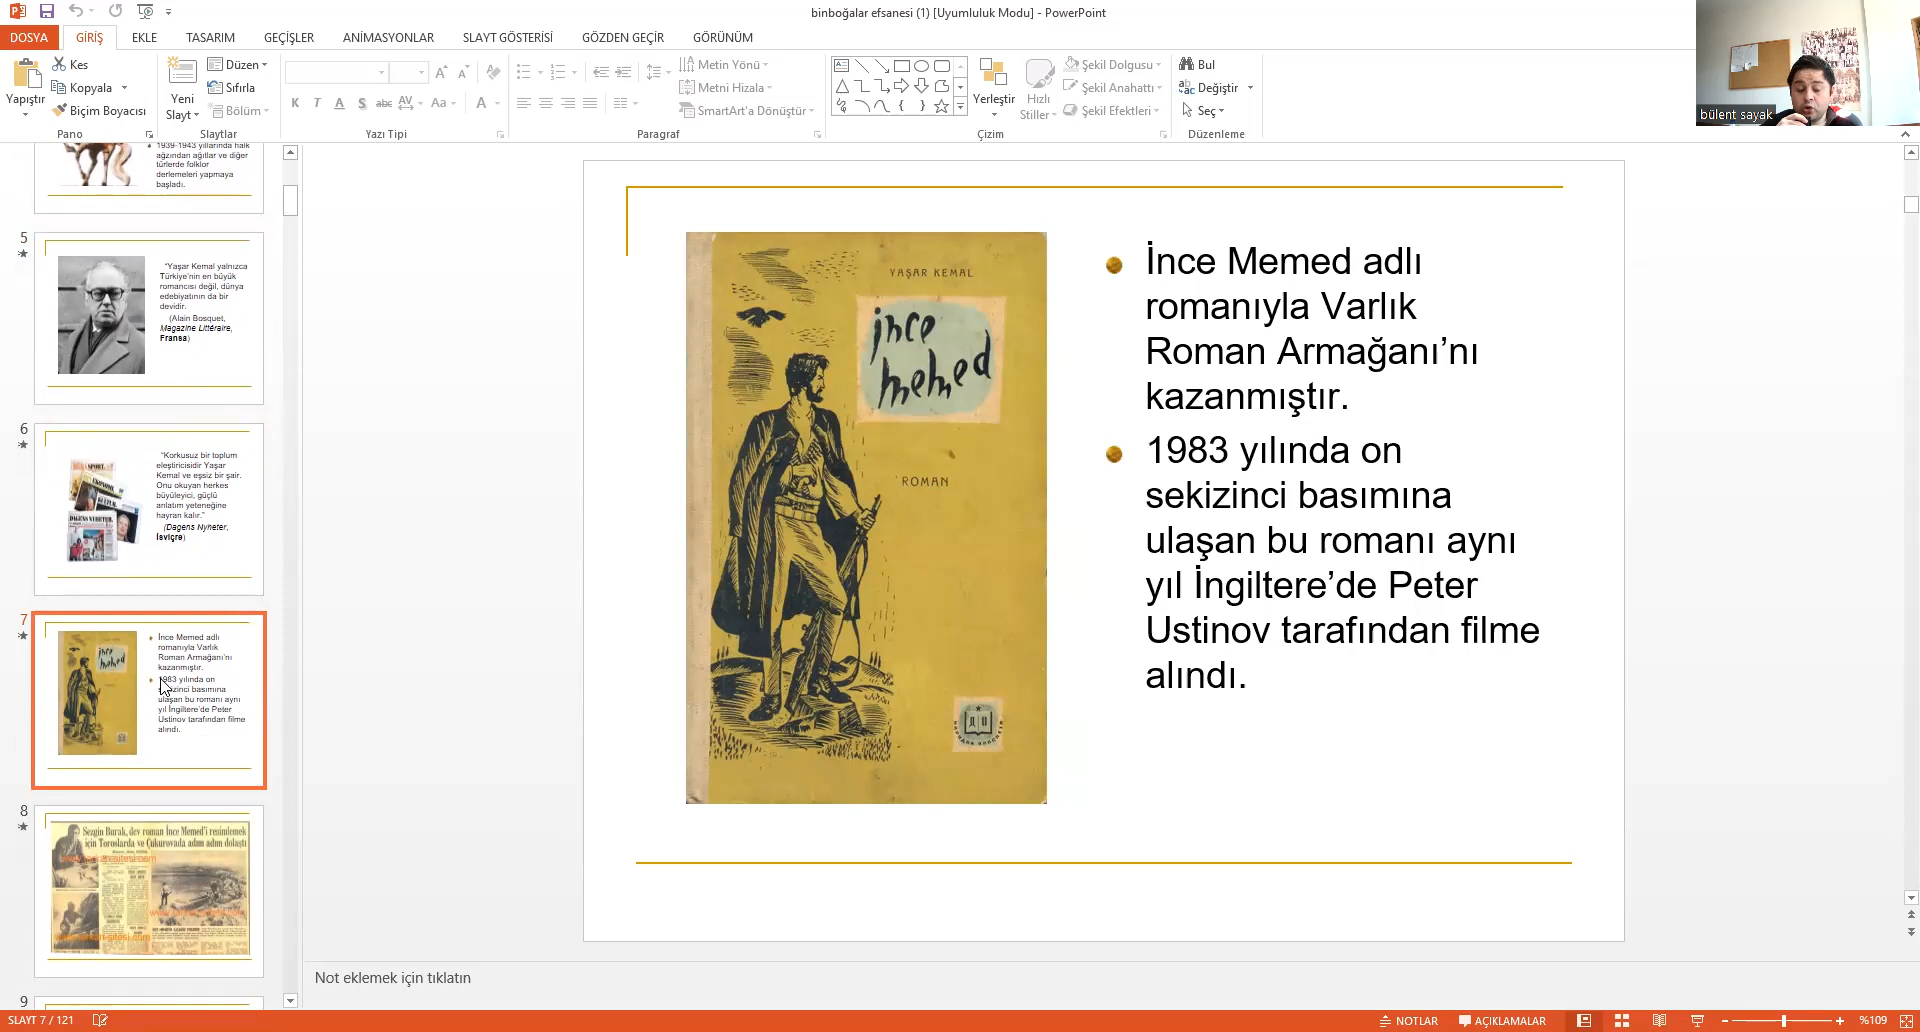 binboğalar efsanesi (1) [Uyumluluk Modu] - PowerPoint
DOSYA
GİRİŞ
EKLE
TASARIM
GEÇİŞLER
ANİMASYONLAR
SLAYT GÖSTERİSİ
GÖZDEN GEÇİR
GÖRÜNÜM
Yapıştır
Kes
Kopyala
Biçim Boyacısı
Pano
Yeni
Slayt
Düzen
Sıfırla
Bölüm
Slaytlar
Yazı Tipi
Metin Yönü
Metni Hizala
SmartArt'a Dönüştür
Paragraf
Yerleştir
Hızlı
Stiller
Şekil Dolgusu
Şekil Anahattı
Şekil Efektleri
Çizim
Bul
Değiştir
Seç
Düzenleme
bülent sayak
1939-1943 yıllarında halk
ağzından ağıtlar ve diğer
türlerde folklor
derlemeleri yapmaya
başladı.
5
"Yaşar Kemal yalnızca
Türkiye'nin en büyük
romancısı değil, dünya
edebiyatının da bir
devidir.
(Alain Bosquet,
Magazine Littéraire,
Fransa)
6
"Korkusuz bir toplum
eleştiricisidir Yaşar
Kemal ve eşsiz bir şair.
Onu okuyan herkes
büyüleyici, güçlü
anlatım yeteneğine
hayran kalır."
(Dagens Nyheter,
İsviçre)
DAGENS NYHETER
7
ince
memed
İnce Memed adlı
romanıyla Varlık
Roman Armağanı'nı
kazanmıştır.
1983 yılında on
sekizinci basımına
ulaşan bu romanı aynı
yıl İngiltere'de Peter
Ustinov tarafından filme
alındı.
8
Sezgin Burak, dev roman İnce Memed'i resimlemek
için Toroslarda ve Çukurovada adım adım dolaştı
9
YAŞAR KEMAL
ince
memed
ROMAN
İnce Memed adlı
romanıyla Varlık
Roman Armağanı'nı
kazanmıştır.
1983 yılında on
sekizinci basımına
ulaşan bu romanı aynı
yıl İngiltere'de Peter
Ustinov tarafından filme
alındı.
Not eklemek için tıklatın
SLAYT 7 / 121
NOTLAR
AÇIKLAMALAR
%109